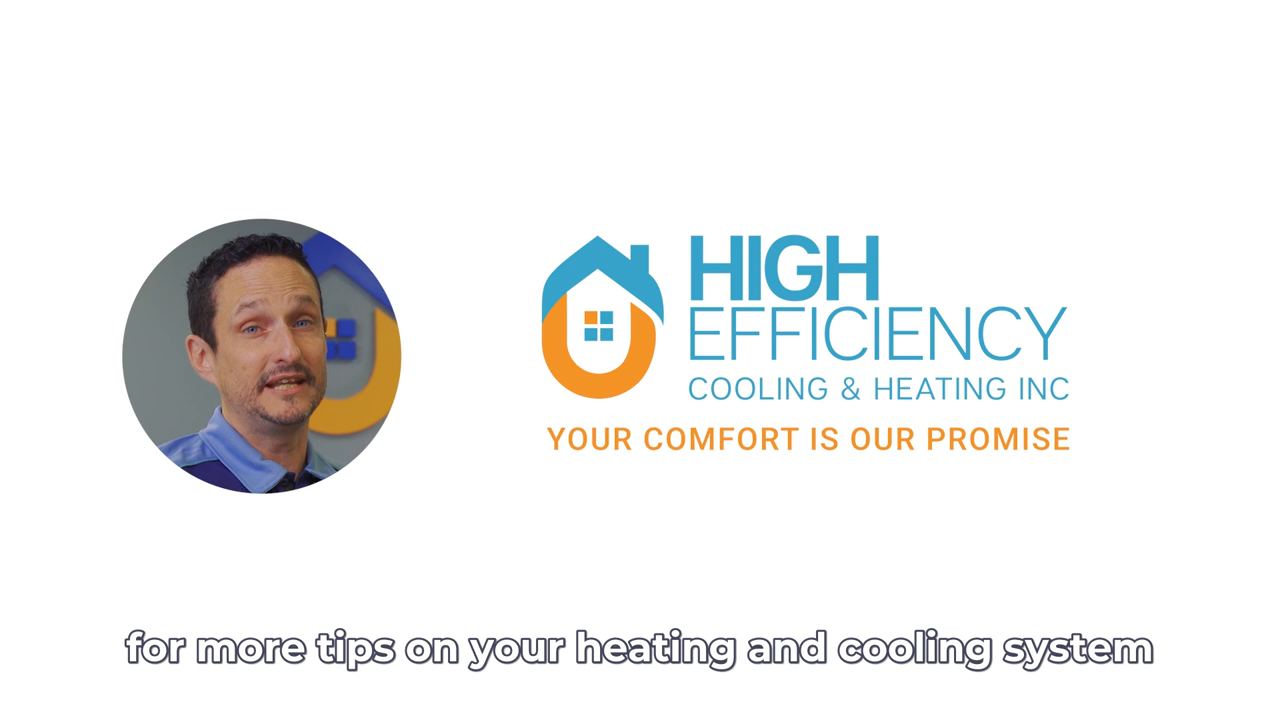 HIGH
EFFICIENCY
COOLING & HEATING INC
YOUR COMFORT IS OUR PROMISE
for more tips on your heating and cooling system